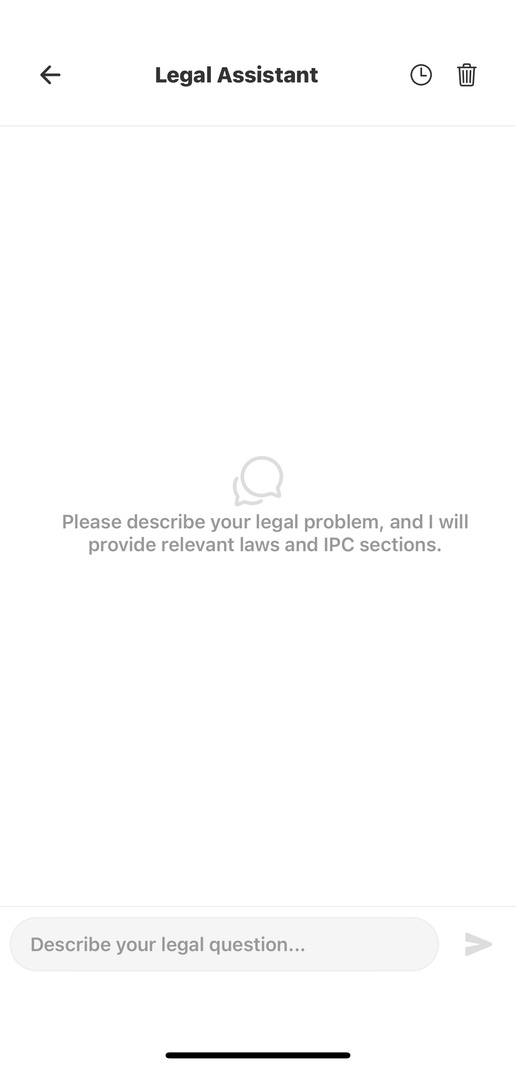 Legal Assistant
Please describe your legal problem, and I will
provide relevant laws and IPC sections.
Describe your legal question...